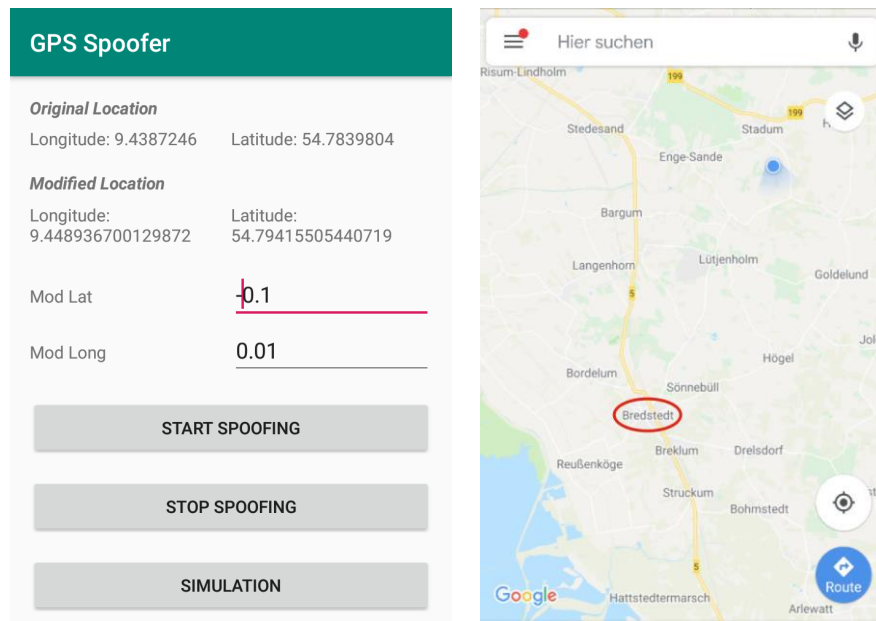 GPS Spoofer
Original Location
Longitude: 9.4387246 Latitude: 54.7839804
Modified Location
Longitude: Latitude:
9.448936700129872 54.79415505440719
Mod Lat -0.1
Mod Long 0.01
START SPOOFING
STOP SPOOFING
SIMULATION
Hier suchen
Risum-Lindholm
199
199
Stedesand
Stadum
Enge-Sande
Bargum
Lütjenholm
Langenhorn
Goldelund
5
Högel
Bordelum
Sönnebüll
Bredstedt
Breklum
Drelsdorf
Reußenköge
Struckum
Bohmstedt
5
Google
Route
Hattstedtermarsch
Arlewatt